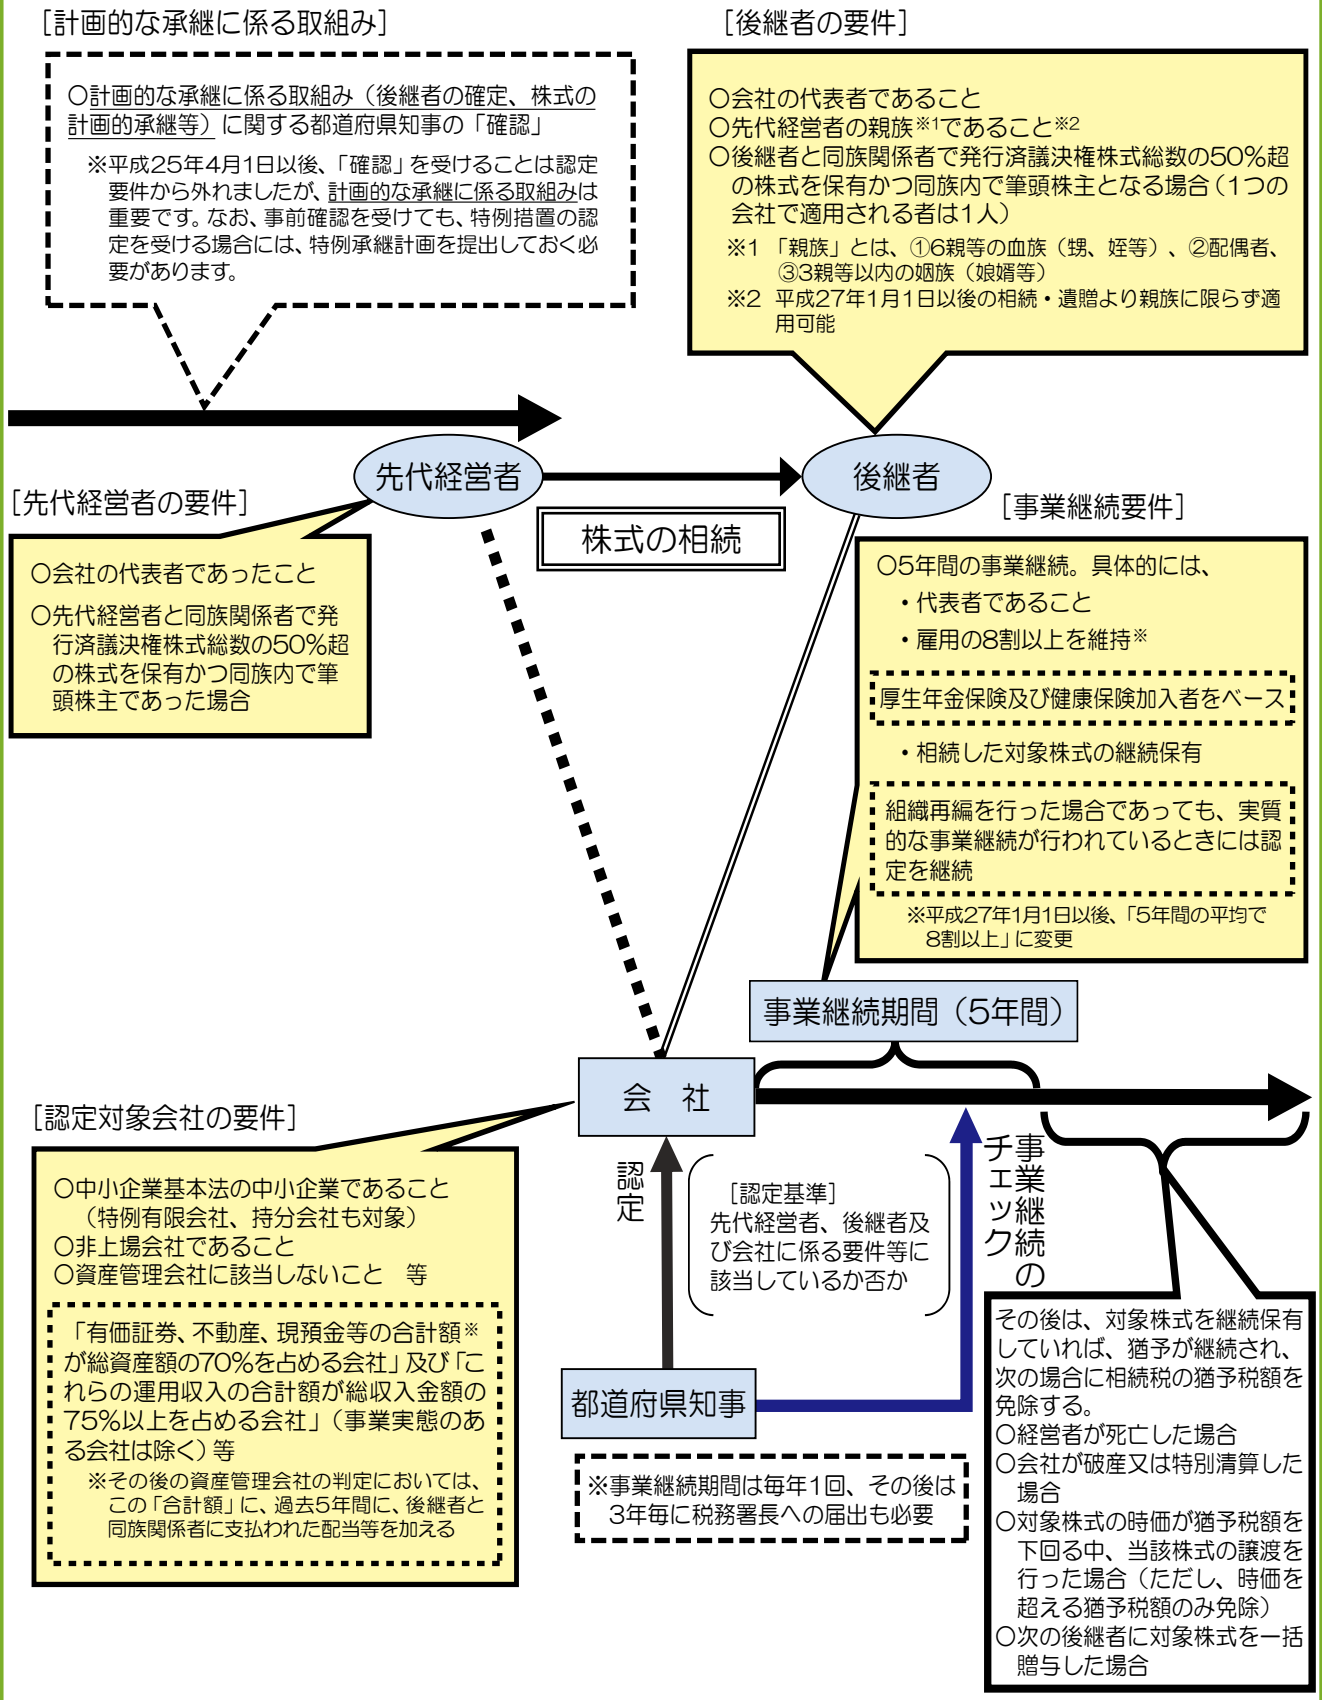 [計画的な承継に係る取組み]
○計画的な承継に係る取組み（後継者の確定、株式の
計画的承継等）に関する都道府県知事の「確認」
※平成25年4月1日以後、「確認」を受けることは認定
要件から外れましたが、計画的な承継に係る取組みは
重要です。なお、事前確認を受けても、特例措置の認
定を受ける場合には、特例承継計画を提出しておく必
要があります。
[後継者の要件]
○会社の代表者であること
○先代経営者の親族※1であること※2
○後継者と同族関係者で発行済議決権株式総数の50％超
の株式を保有かつ同族内で筆頭株主となる場合（1つの
会社で適用される者は1人）
※1 「親族」とは、①6親等の血族（甥、姪等）、②配偶者、
③3親等以内の姻族（娘婿等）
※2 平成27年1月1日以後の相続・遺贈より親族に限らず適
用可能
先代経営者
後継者
株式の相続
[先代経営者の要件]
○会社の代表者であったこと
○先代経営者と同族関係者で発
行済議決権株式総数の50％超
の株式を保有かつ同族内で筆
頭株主であった場合
[事業継続要件]
○5年間の事業継続。具体的には、
・代表者であること
・雇用の8割以上を維持※
厚生年金保険及び健康保険加入者をベース
・相続した対象株式の継続保有
組織再編を行った場合であっても、実質
的な事業継続が行われているときには認
定を継続
※平成27年1月1日以後、「5年間の平均で
8割以上」に変更
事業継続期間（5年間）
会　社
[認定対象会社の要件]
○中小企業基本法の中小企業であること
（特例有限会社、持分会社も対象）
○非上場会社であること
○資産管理会社に該当しないこと　等
「有価証券、不動産、現預金等の合計額※
が総資産額の70％を占める会社」及び「こ
れらの運用収入の合計額が総収入金額の
75％以上を占める会社」（事業実態のあ
る会社は除く）等
※その後の資産管理会社の判定においては、
この「合計額」に、過去5年間に、後継者と
同族関係者に支払われた配当等を加える
認定
[認定基準]
先代経営者、後継者及
び会社に係る要件等に
該当しているか否か
事業継続の
チェック
都道府県知事
※事業継続期間は毎年1回、その後は
3年毎に税務署長への届出も必要
その後は、対象株式を継続保有
していれば、猶予が継続され、
次の場合に相続税の猶予税額を
免除する。
○経営者が死亡した場合
○会社が破産又は特別清算した
場合
○対象株式の時価が猶予税額を
下回る中、当該株式の譲渡を
行った場合（ただし、時価を
超える猶予税額のみ免除）
○次の後継者に対象株式を一括
贈与した場合